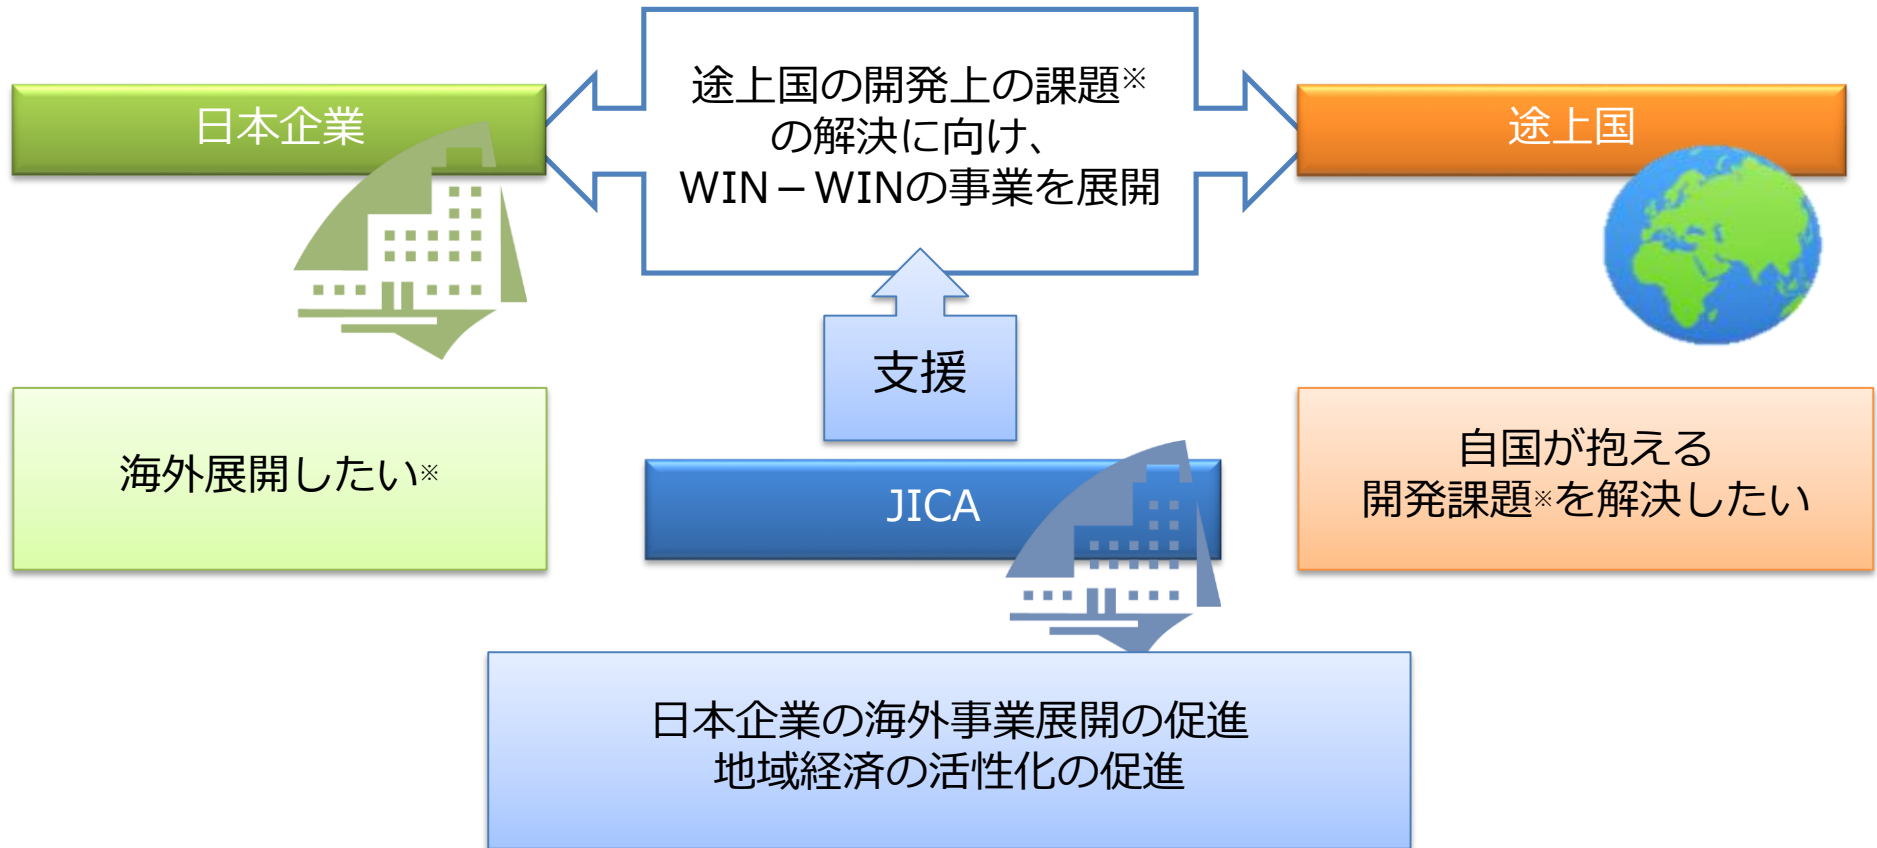 日本企業
途上国の開発上の課題※
の解決に向け、
WIN－WINの事業を展開
途上国
支援
海外展開したい※
JICA
自国が抱える
開発課題※を解決したい
日本企業の海外事業展開の促進
地域経済の活性化の促進